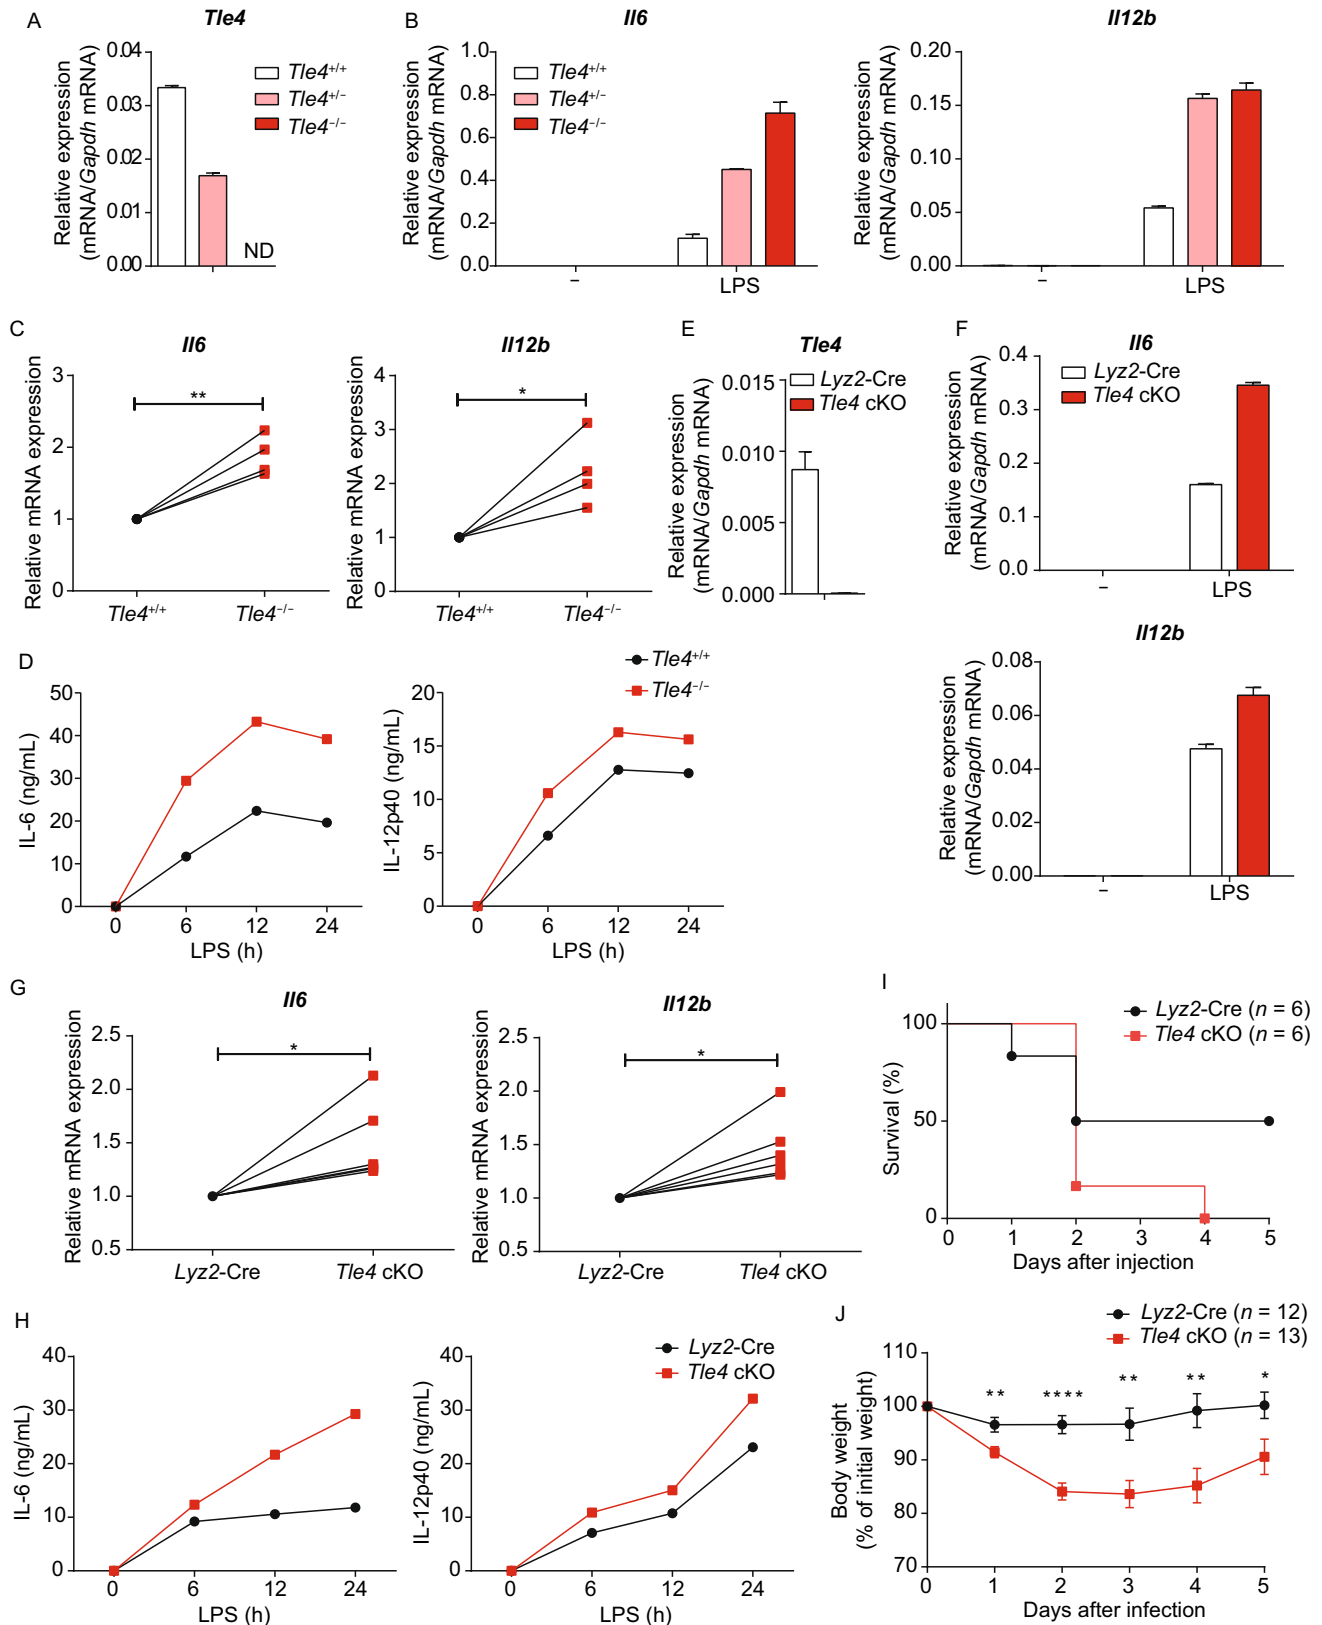 A
Tle4
Relative expression
(mRNA/Gapdh mRNA)
0.04
0.03
0.02
0.01
0.00
ND
Tle4+/+
Tle4+/−
Tle4−/−
B
Il6
Relative expression
(mRNA/Gapdh mRNA)
1.0
0.8
0.6
0.4
0.2
0.0
Tle4+/+
Tle4+/−
Tle4−/−
−
LPS
Il12b
Relative expression
(mRNA/Gapdh mRNA)
0.20
0.15
0.10
0.05
0.00
−
LPS
C
Il6
Relative mRNA expression
3
2
1
0
**
Tle4+/+
Tle4−/−
Il12b
Relative mRNA expression
4
3
2
1
0
*
Tle4+/+
Tle4−/−
D
IL-6 (ng/mL)
50
40
30
20
10
0
0 6 12 24
LPS (h)
IL-12p40 (ng/mL)
20
15
10
5
0
0 6 12 24
LPS (h)
Tle4+/+
Tle4−/−
E
Tle4
Relative expression
(mRNA/Gapdh mRNA)
0.015
0.010
0.005
0.000
Lyz2-Cre
Tle4 cKO
F
Il6
Relative expression
(mRNA/Gapdh mRNA)
0.4
0.3
0.2
0.1
0.0
Lyz2-Cre
Tle4 cKO
−
LPS
Il12b
Relative expression
(mRNA/Gapdh mRNA)
0.08
0.06
0.04
0.02
0.00
−
LPS
G
Il6
Relative mRNA expression
2.5
2.0
1.5
1.0
0.5
*
Lyz2-Cre
Tle4 cKO
Il12b
Relative mRNA expression
2.5
2.0
1.5
1.0
0.5
*
Lyz2-Cre
Tle4 cKO
H
IL-6 (ng/mL)
40
30
20
10
0
0 6 12 24
LPS (h)
IL-12p40 (ng/mL)
40
30
20
10
0
0 6 12 24
LPS (h)
Lyz2-Cre
Tle4 cKO
I
Lyz2-Cre (n = 6)
Tle4 cKO (n = 6)
Survival (%)
100
50
0
0 1 2 3 4 5
Days after injection
J
Lyz2-Cre (n = 12)
Tle4 cKO (n = 13)
Body weight
(% of initial weight)
110
100
90
80
70
** **** ** ** *
0 1 2 3 4 5
Days after infection